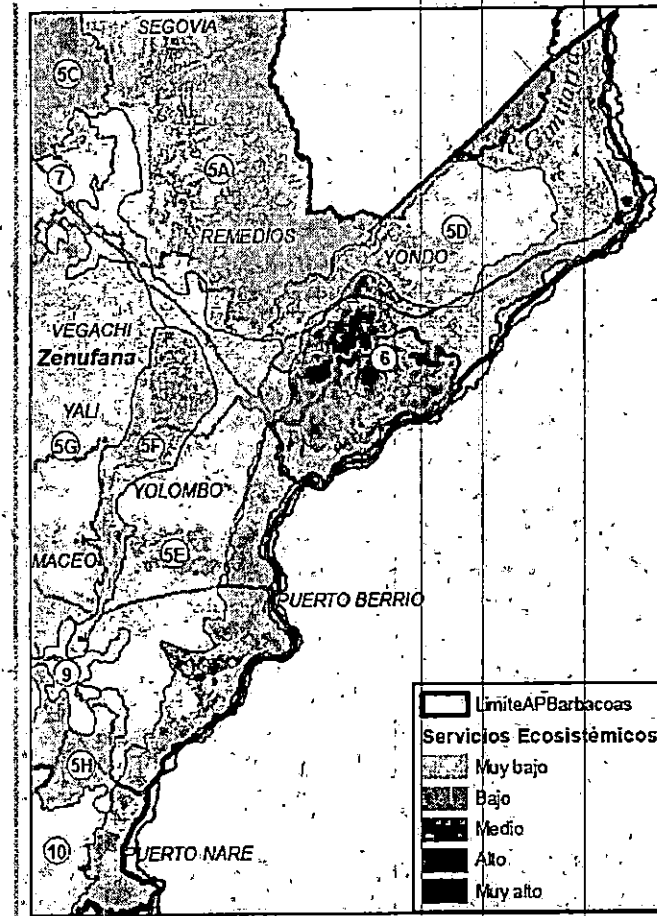 SEGOVIA
5C
7
5A
R. Cimitarra
REMEDIOS
5D
YONDO
VEGACHI
Zenufana
6
YALI
5G
5F
YOLOMBO
MACEO
5E
PUERTO BERRIO
9
5H
10
PUERTO NARE
LimiteAPBarbacoas
Servicios Ecosistémicos
Muy bajo
Bajo
Medio
Alto
Muy alto